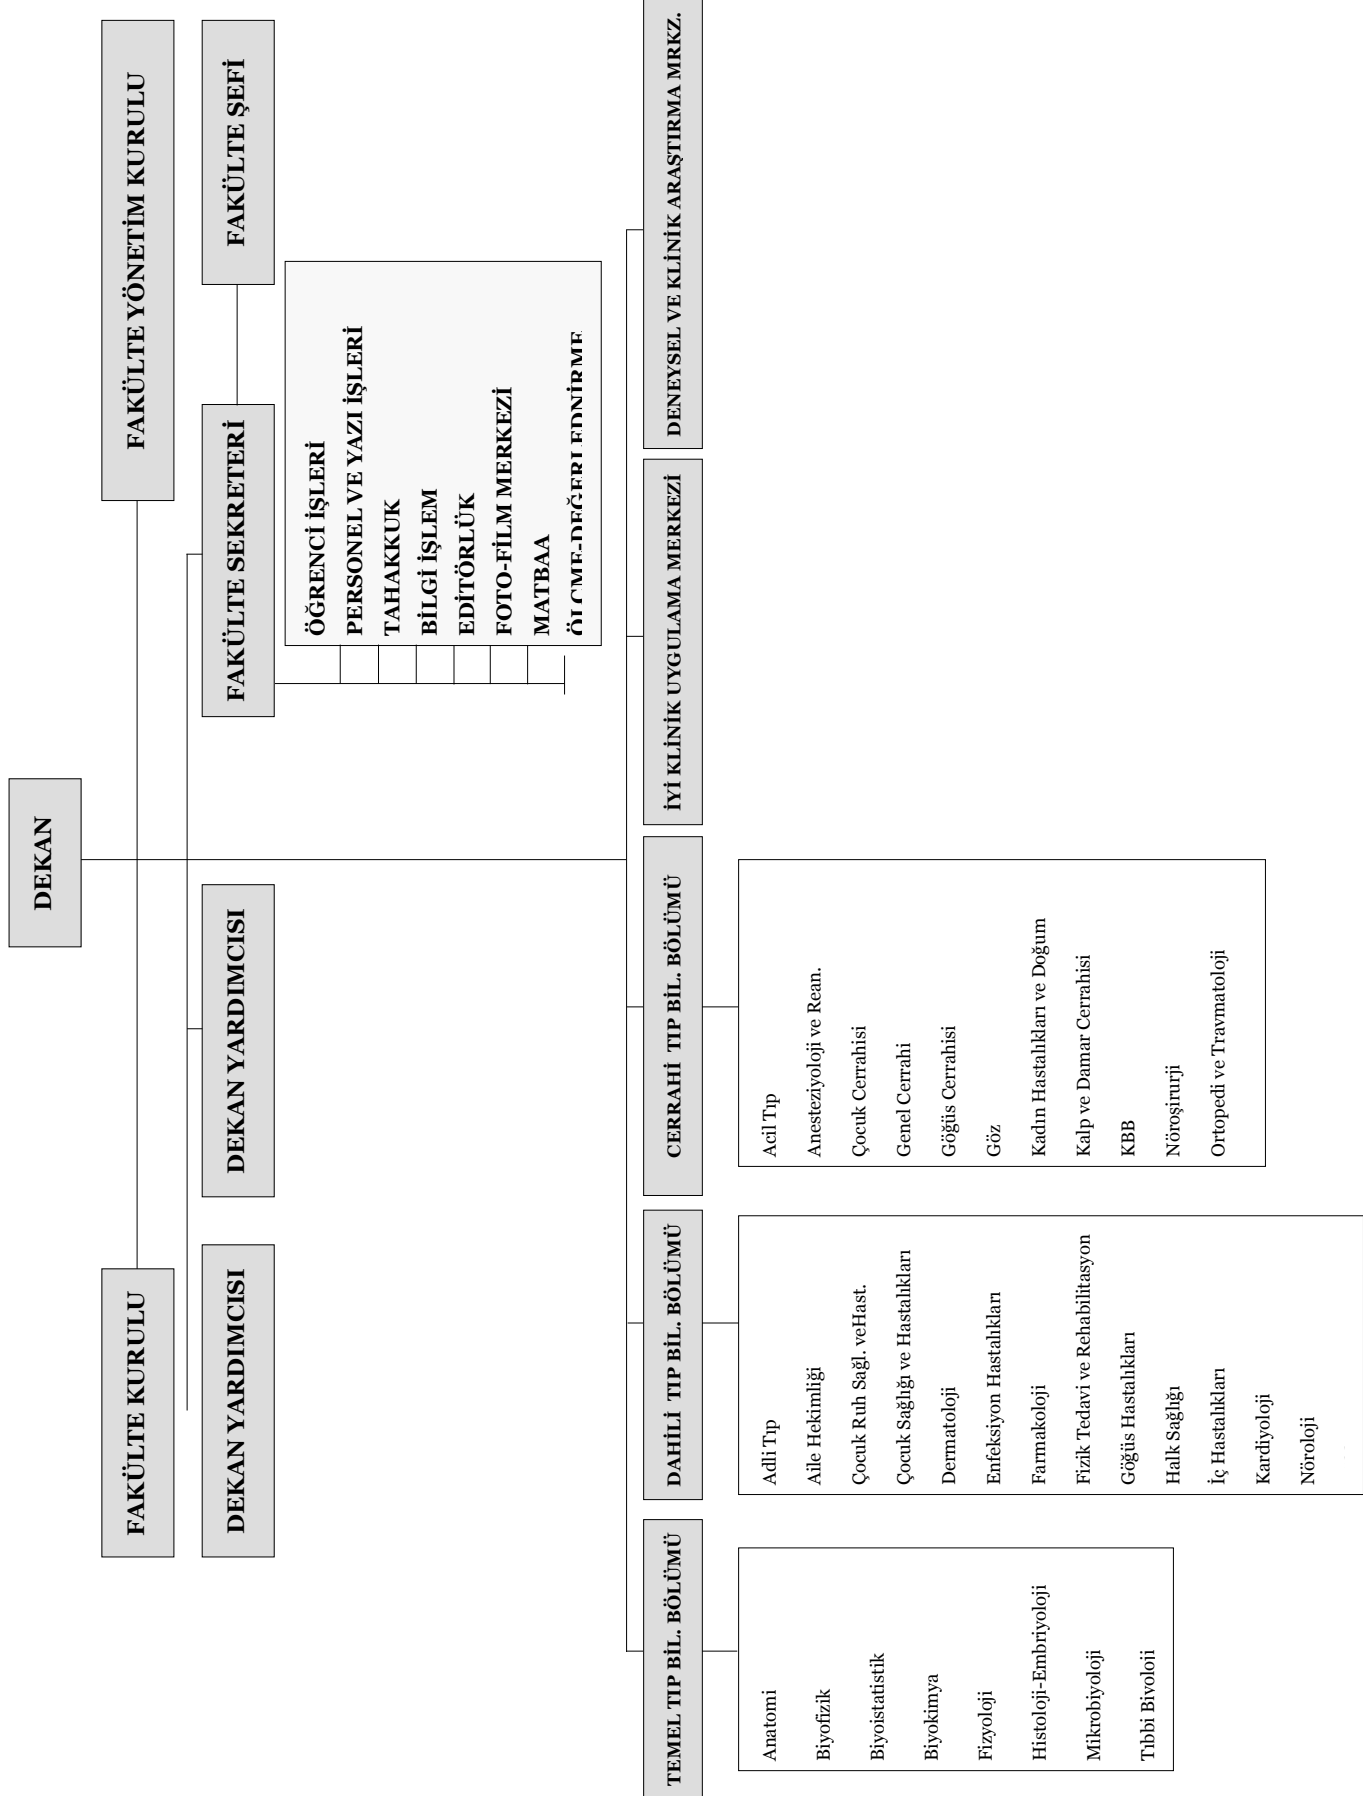 DEKAN
FAKÜLTE KURULU
FAKÜLTE YÖNETİM KURULU
DEKAN YARDIMCISI
DEKAN YARDIMCISI
FAKÜLTE SEKRETERİ
FAKÜLTE ŞEFİ
ÖĞRENCİ İŞLERİ
PERSONEL VE YAZI İŞLERİ
TAHAKKUK
BİLGİ İŞLEM
EDİTÖRLÜK
FOTO-FİLM MERKEZİ
MATBAA
ÖLÇME-DEĞERLEDNİRME
TEMEL TIP BİL. BÖLÜMÜ
DAHİLİ TIP BİL. BÖLÜMÜ
CERRAHİ TIP BİL. BÖLÜMÜ
İYİ KLİNİK UYGULAMA MERKEZİ
DENEYSEL VE KLİNİK ARAŞTIRMA MRKZ.
Anatomi
Biyofizik
Biyoistatistik
Biyokimya
Fizyoloji
Histoloji-Embriyoloji
Mikrobiyoloji
Tıbbi Biyoloji
Adli Tıp
Aile Hekimliği
Çocuk Ruh Sağl. veHast.
Çocuk Sağlığı ve Hastalıkları
Dermatoloji
Enfeksiyon Hastalıkları
Farmakoloji
Fizik Tedavi ve Rehabilitasyon
Göğüs Hastalıkları
Halk Sağlığı
İç Hastalıkları
Kardiyoloji
Nöroloji
Acil Tıp
Anesteziyoloji ve Rean.
Çocuk Cerrahisi
Genel Cerrahi
Göğüs Cerrahisi
Göz
Kadın Hastalıkları ve Doğum
Kalp ve Damar Cerrahisi
KBB
Nöroşirurji
Ortopedi ve Travmatoloji